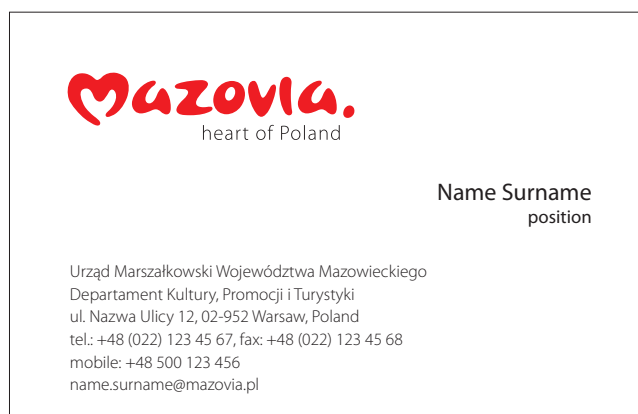 mazovia.
heart of Poland
Name Surname
position
Urząd Marszałkowski Województwa Mazowieckiego
Departament Kultury, Promocji i Turystyki
ul. Nazwa Ulicy 12, 02-952 Warsaw, Poland
tel.: +48 (022) 123 45 67, fax: +48 (022) 123 45 68
mobile: +48 500 123 456
name.surname@mazovia.pl